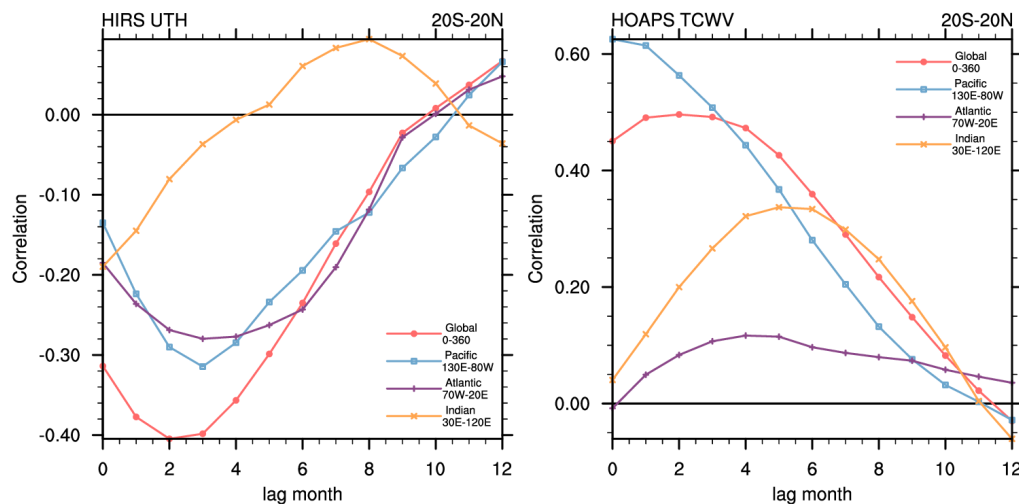 HIRS UTH 20S-20N
0.00
-0.10
-0.20
-0.30
-0.40
Correlation
Global
0-360
Pacific
130E-80W
Atlantic
70W-20E
Indian
30E-120E
0 2 4 6 8 10 12
lag month
HOAPS TCWV 20S-20N
0.60
0.40
0.20
0.00
Correlation
Global
0-360
Pacific
130E-80W
Atlantic
70W-20E
Indian
30E-120E
0 2 4 6 8 10 12
lag month